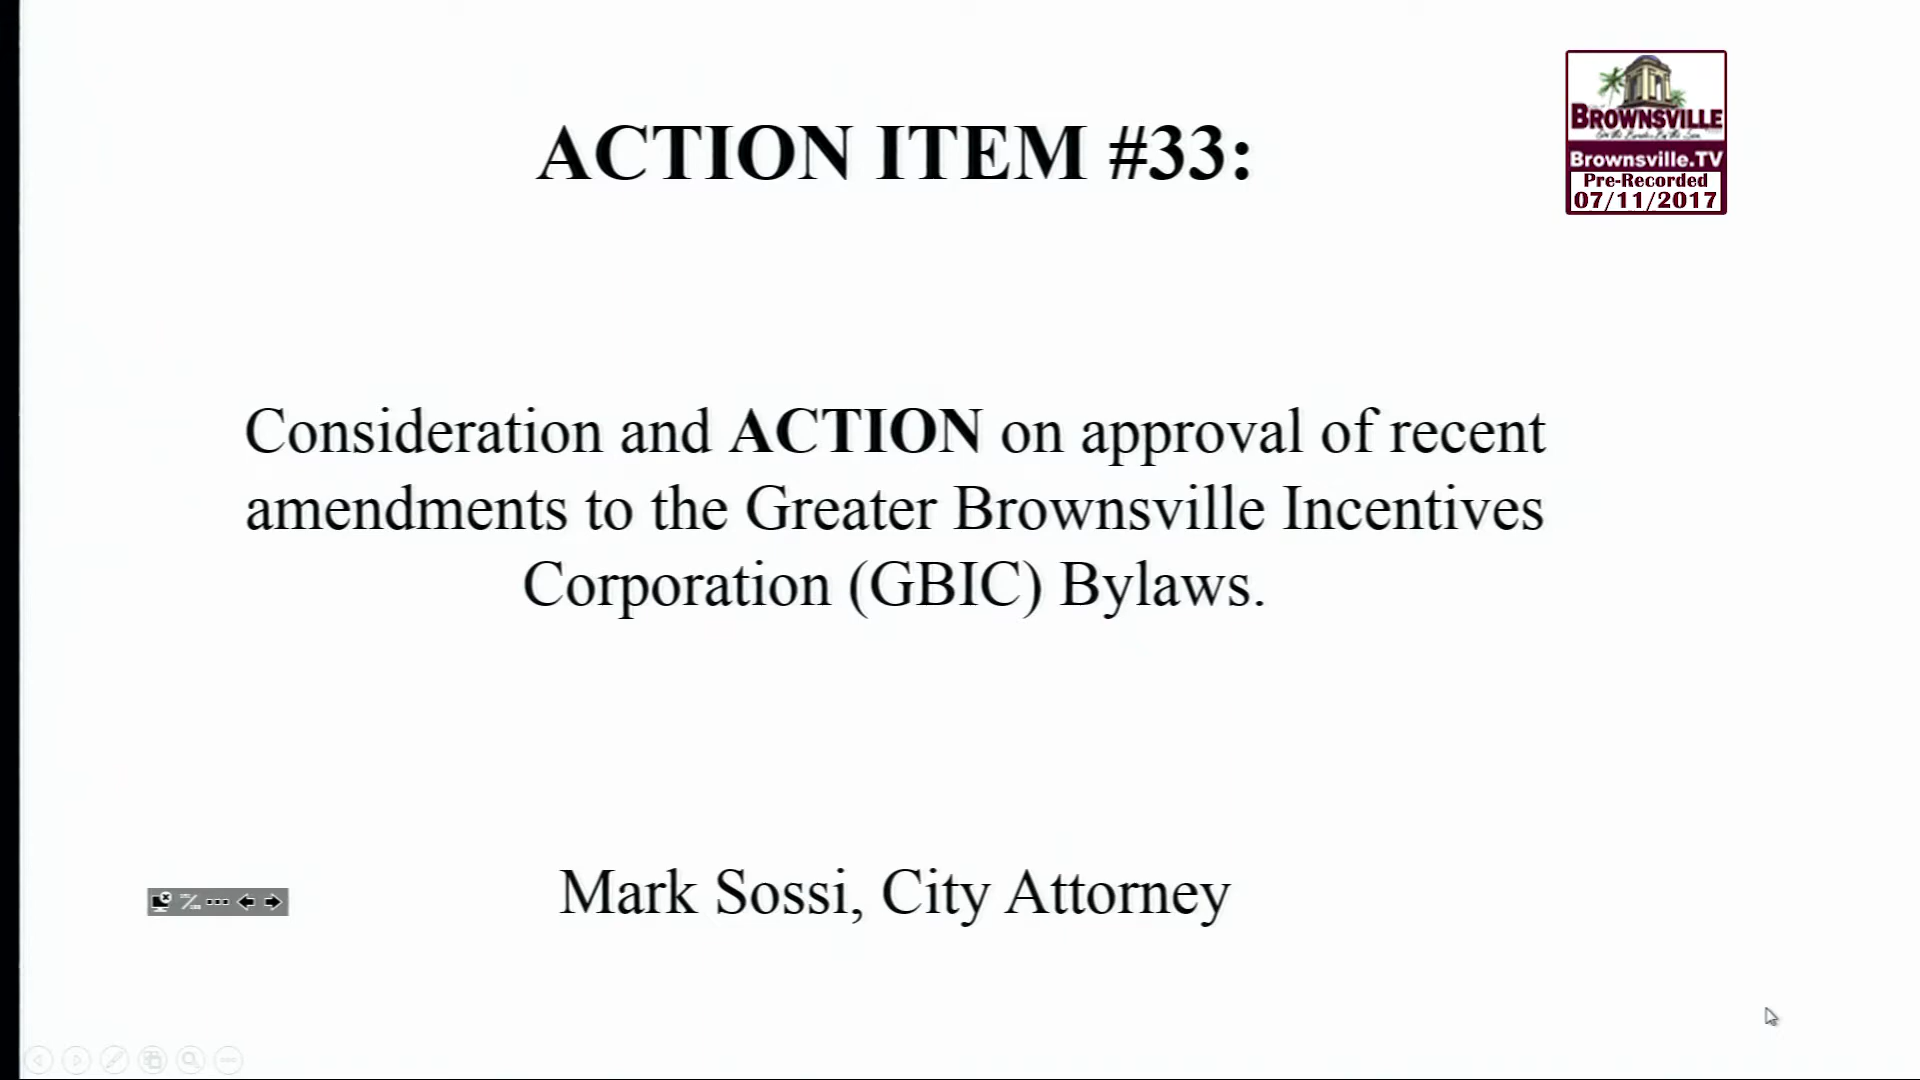 ACTION ITEM #33:
BROWNSVILLE
Brownsville.TV
Pre-Recorded
07/11/2017
Consideration and ACTION on approval of recent
amendments to the Greater Brownsville Incentives
Corporation (GBIC) Bylaws.
Mark Sossi, City Attorney